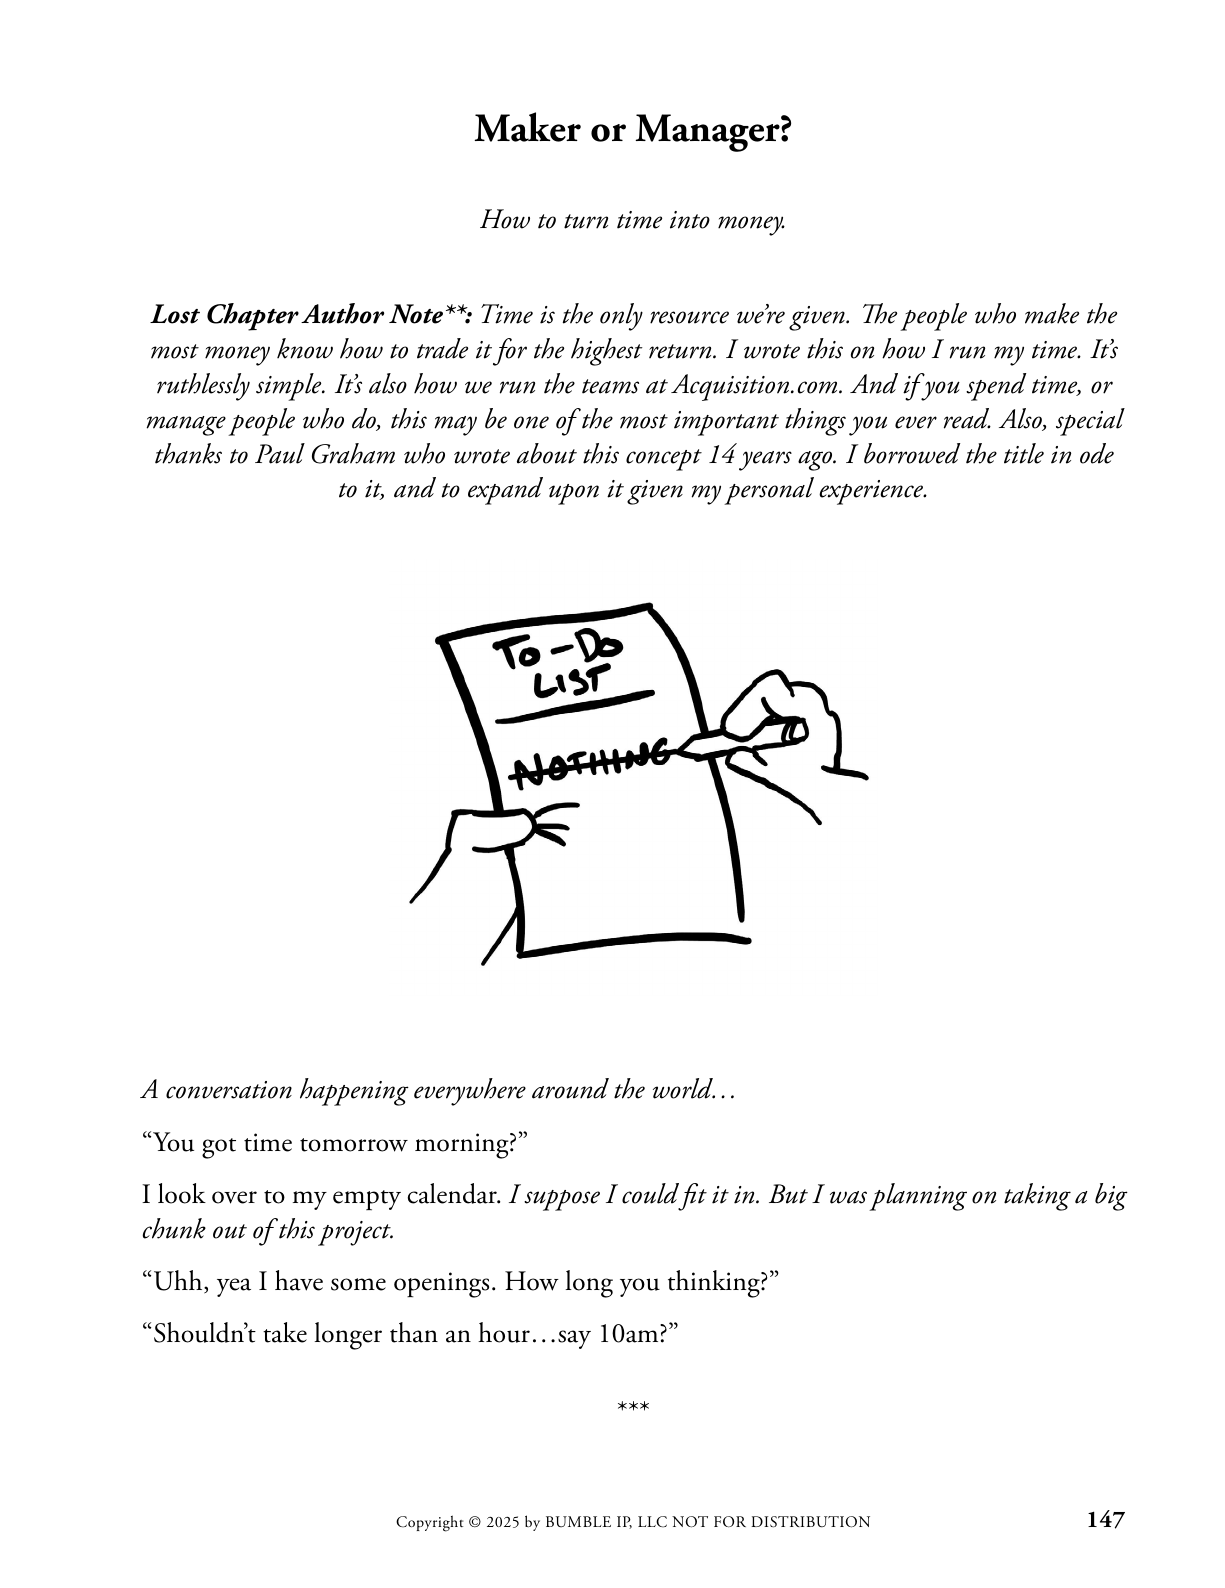 Maker or Manager?
How to turn time into money.
Lost Chapter Author Note**: Time is the only resource we’re given. The people who make the
most money know how to trade it for the highest return. I wrote this on how I run my time. It’s
ruthlessly simple. It’s also how we run the teams at Acquisition.com. And if you spend time, or
manage people who do, this may be one of the most important things you ever read. Also, special
thanks to Paul Graham who wrote about this concept 14 years ago. I borrowed the title in ode
to it, and to expand upon it given my personal experience.
TO-DO
LIST
NOTHING
A conversation happening everywhere around the world…
“You got time tomorrow morning?”
I look over to my empty calendar. I suppose I could fit it in. But I was planning on taking a big
chunk out of this project.
“Uhh, yea I have some openings. How long you thinking?”
“Shouldn’t take longer than an hour…say 10am?”
***
Copyright © 2025 by BUMBLE IP, LLC NOT FOR DISTRIBUTION
147